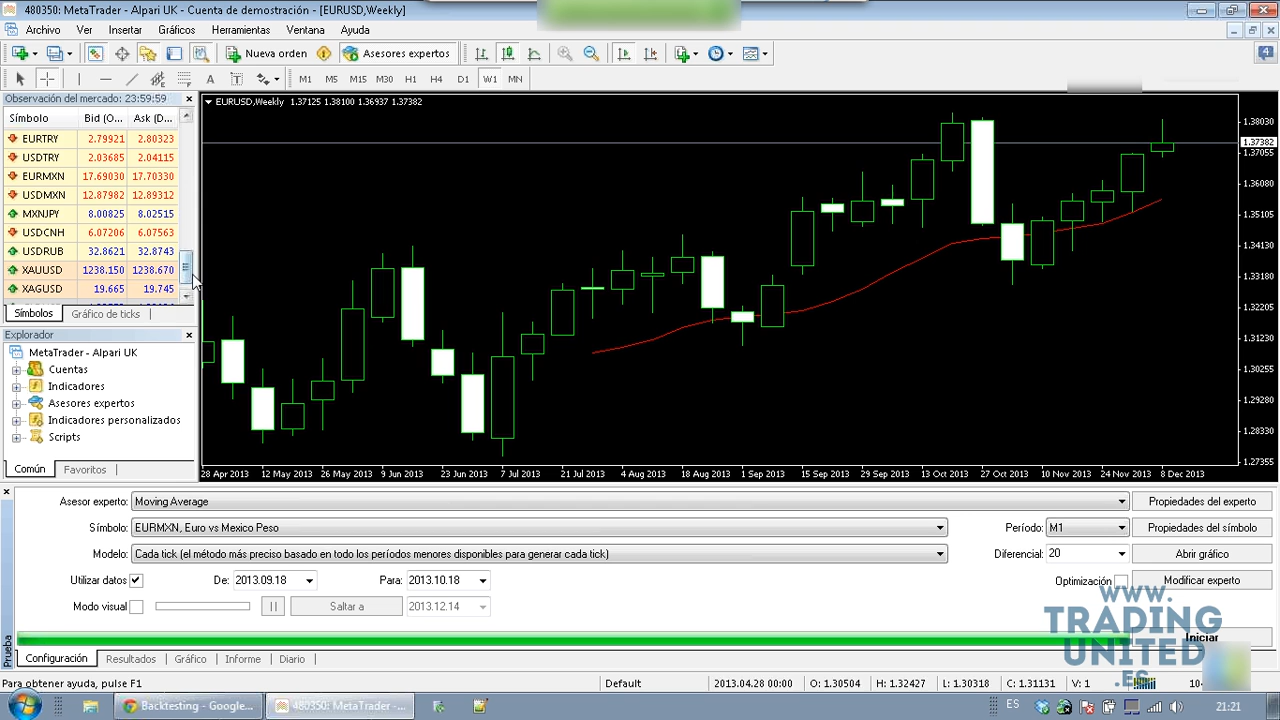 480350: MetaTrader - Alpari UK - Cuenta de demostración - [EURUSD,Weekly]
Archivo Ver Insertar Gráficos Herramientas Ventana Ayuda
Nueva orden Asesores expertos
4
A T M1 M5 M15 M30 H1 H4 D1 W1 MN
Observación del mercado: 23:59:59
Símbolo Bid (O... Ask (D...
EURTRY 2.79921 2.80323
USDTRY 2.03685 2.04115
EURMXN 17.69030 17.70330
USDMXN 12.87982 12.89312
MXNJPY 8.00825 8.02515
USDCNH 6.07206 6.07563
USDRUB 32.8621 32.8743
XAUUSD 1238.150 1238.670
XAGUSD 19.665 19.745
Símbolos Gráfico de ticks
Explorador
MetaTrader - Alpari UK
Cuentas
Indicadores
Asesores expertos
Indicadores personalizados
Scripts
Común Favoritos
EURUSD,Weekly 1.37125 1.38100 1.36937 1.37382
1.38030
1.37382
1.37055
1.36080
1.35105
1.34130
1.33180
1.32205
1.31230
1.30255
1.29280
1.28330
1.27355
28 Apr 2013 12 May 2013 26 May 2013 9 Jun 2013 23 Jun 2013 7 Jul 2013 21 Jul 2013 4 Aug 2013 18 Aug 2013 1 Sep 2013 15 Sep 2013 29 Sep 2013 13 Oct 2013 27 Oct 2013 10 Nov 2013 24 Nov 2013 8 Dec 2013
Asesor experto: Moving Average Propiedades del experto
Símbolo: EURMXN, Euro vs Mexico Peso Período: M1 Propiedades del símbolo
Modelo: Cada tick (el método más preciso basado en todo los períodos menores disponibles para generar cada tick) Diferencial: 20 Abrir gráfico
Utilizar datos De: 2013.09.18 Para: 2013.10.18 Optimización Modificar experto
Modo visual Saltar a 2013.12.14
Iniciar
WWW.
TRADING
UNITED
.ES
Prueba
Configuración Resultados Gráfico Informe Diario
Para obtener ayuda, pulse F1 Default 2013.04.28 00:00 O: 1.30504 H: 1.32427 L: 1.30318 C: 1.31131 V: 1
Backtesting - Google... 480350: MetaTrader -... ES 21:21